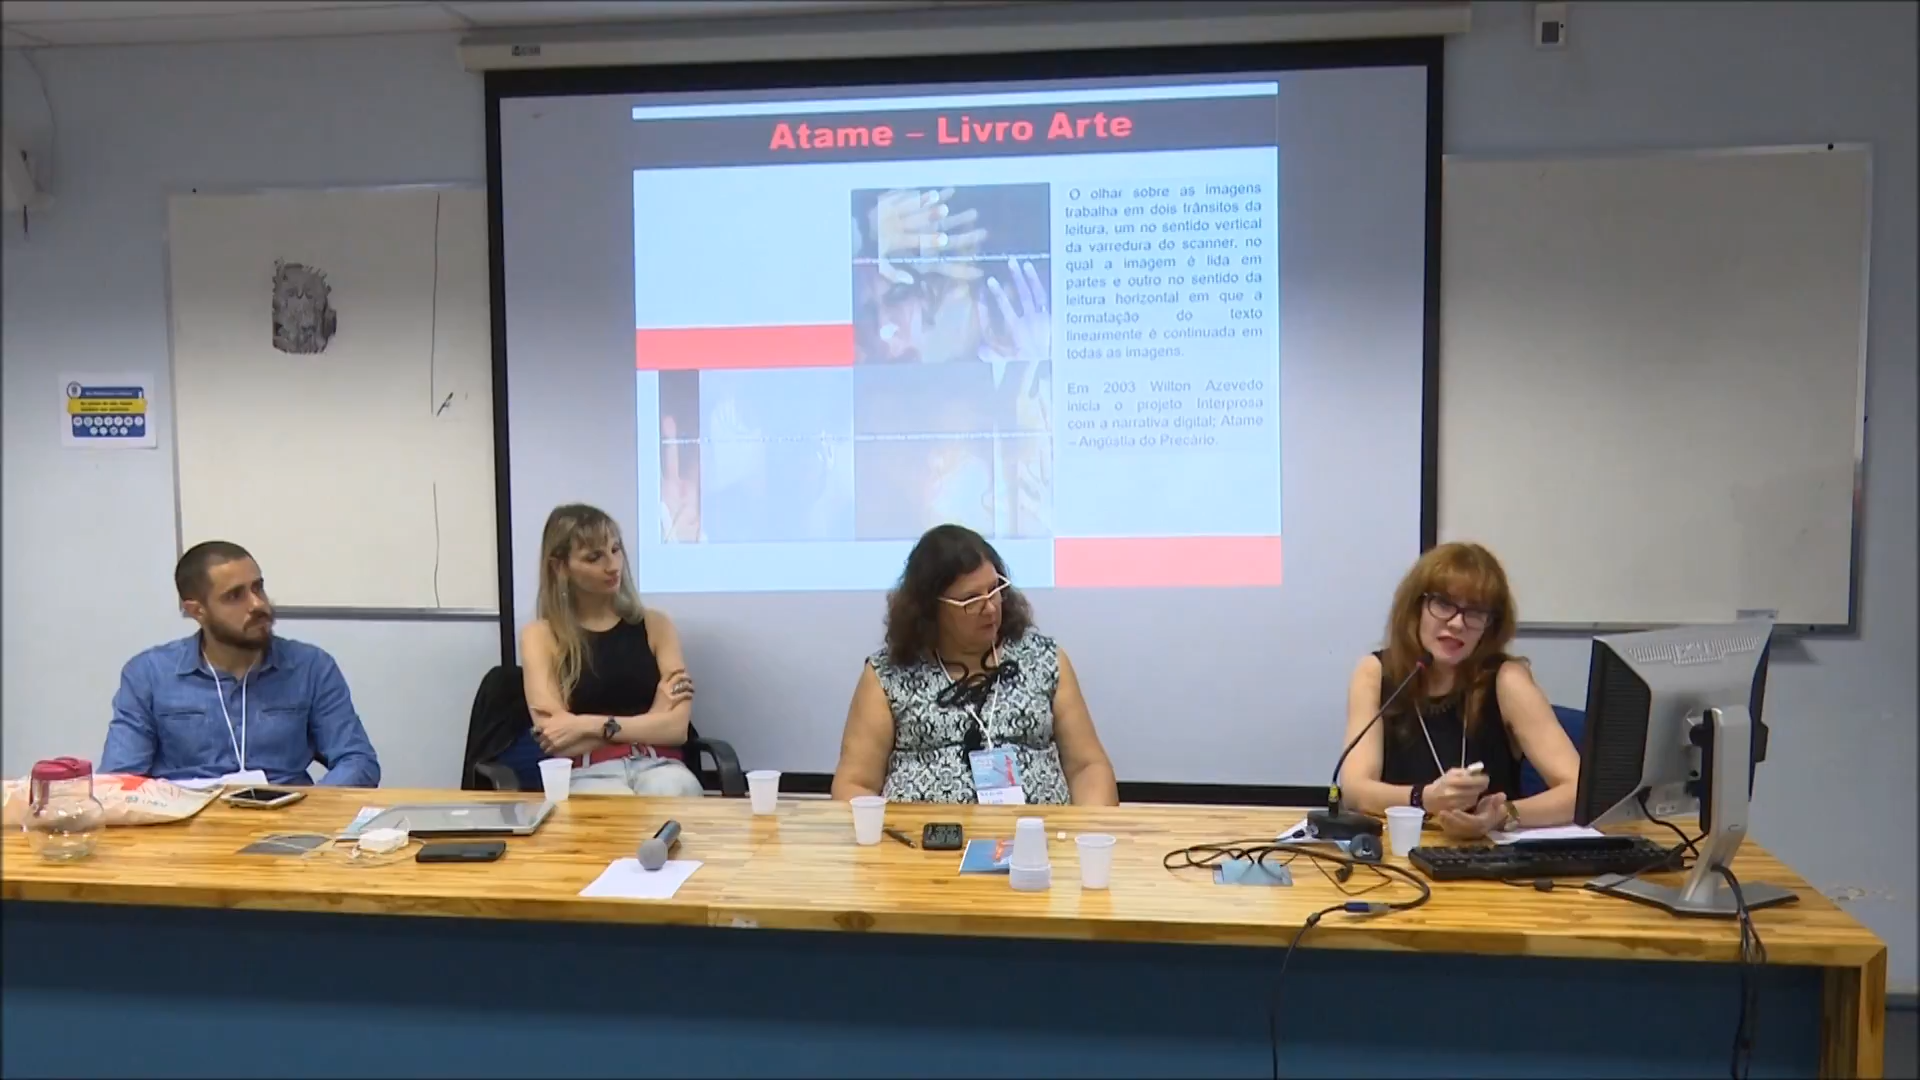 Atame – Livro Arte
O olhar sobre as imagens
trabalha em dois trânsitos da
leitura, um no sentido vertical
da varredura do scanner, no
qual a imagem é lida em
partes e outro no sentido da
leitura horizontal em que a
formatação do texto
linearmente é continuada em
todas as imagens.
Em 2003 Wilton Azevedo
inicia o projeto Interprosa
com a narrativa digital; Atame
– Angústia do Precário.